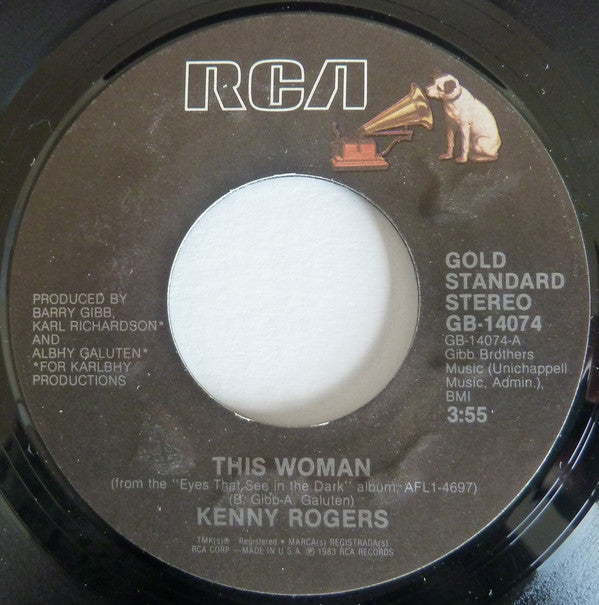 RCA
PRODUCED BY
BARRY GIBB,
KARL RICHARDSON*
AND
ALBHY GALUTEN*
*FOR KARLBHY
PRODUCTIONS
GOLD
STANDARD
STEREO
GB-14074
GB-14074-A
Gibb Brothers
Music (Unichappell
Music, Admin.),
BMI
3:55
THIS WOMAN
(from the "Eyes That See in the Dark" album, AFL1-4697)
(B. Gibb-A. Galuten)
KENNY ROGERS
TMK(s)® Registered • MARCA(s) REGISTRADA(s)
RCA CORP—MADE IN U.S.A. ℗ 1983 RCA RECORDS